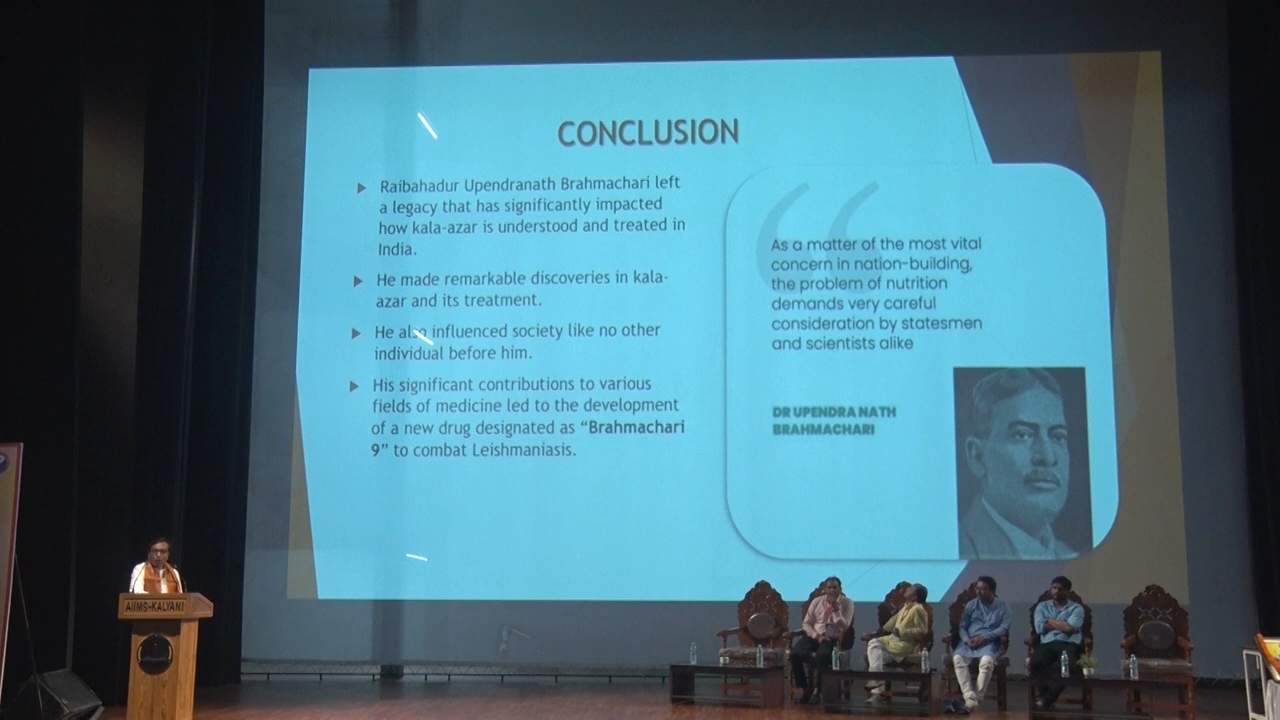 CONCLUSION
Raibahadur Upendranath Brahmachari left
a legacy that has significantly impacted
how kala-azar is understood and treated in
India.
He made remarkable discoveries in kala-
azar and its treatment.
He also influenced society like no other
individual before him.
His significant contributions to various
fields of medicine led to the development
of a new drug designated as “Brahmachari
9” to combat Leishmaniasis.
As a matter of the most vital
concern in nation-building,
the problem of nutrition
demands very careful
consideration by statesmen
and scientists alike
DR UPENDRA NATH
BRAHMACHARI
AIIMS-KALYANI